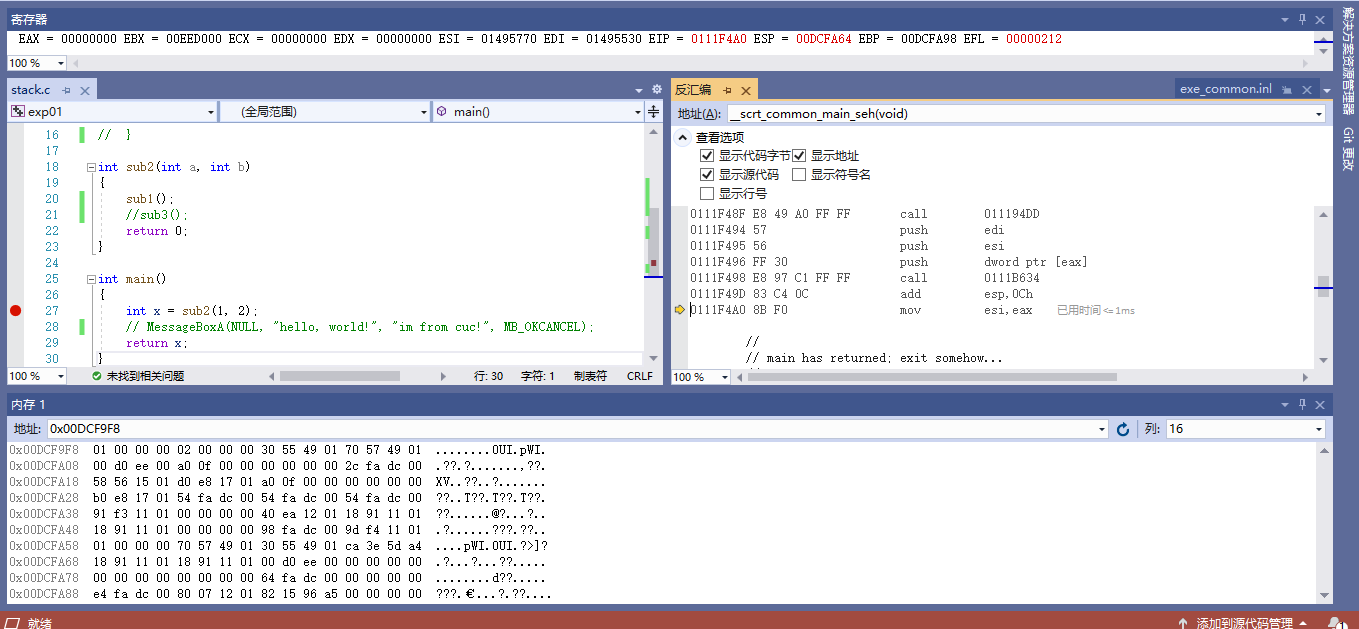 寄存器
EAX = 00000000 EBX = 00EED000 ECX = 00000000 EDX = 00000000 ESI = 01495770 EDI = 01495530 EIP = 0111F4A0 ESP = 00DCFA64 EBP = 00DCFA98 EFL = 00000212
100 %
stack.c
exp01 (全局范围) main()
16 // }
17
18 int sub2(int a, int b)
19 {
20 sub1();
21 //sub3();
22 return 0;
23 }
24
25 int main()
26 {
27 int x = sub2(1, 2);
28 // MessageBoxA(NULL, "hello, world!", "im from cuc!", MB_OKCANCEL);
29 return x;
30 }
100 % 未找到相关问题 行: 30 字符: 1 制表符 CRLF
反汇编 exe_common.inl
地址(A): __scrt_common_main_seh(void)
查看选项
显示代码字节 显示地址
显示源代码 显示符号名
显示行号
0111F48F E8 49 A0 FF FF call 011194DD
0111F494 57 push edi
0111F495 56 push esi
0111F496 FF 30 push dword ptr [eax]
0111F498 E8 97 C1 FF FF call 0111B634
0111F49D 83 C4 0C add esp,0Ch
0111F4A0 8B F0 mov esi,eax 已用时间<=1ms
//
// main has returned; exit somehow...
100 %
解决方案资源管理器
Git 更改
内存 1
地址: 0x00DCF9F8 列: 16
0x00DCF9F8 01 00 00 00 02 00 00 00 30 55 49 01 70 57 49 01 ........0UI.pWI.
0x00DCFA08 00 d0 ee 00 a0 0f 00 00 00 00 00 00 2c fa dc 00 .??.?.......,??.
0x00DCFA18 58 56 15 01 d0 e8 17 01 a0 0f 00 00 00 00 00 00 XV..??..?.......
0x00DCFA28 b0 e8 17 01 54 fa dc 00 54 fa dc 00 54 fa dc 00 ??..T??.T??.T??.
0x00DCFA38 91 f3 11 01 00 00 00 00 40 ea 12 01 18 91 11 01 ??......@?...?..
0x00DCFA48 18 91 11 01 00 00 00 00 98 fa dc 00 9d f4 11 01 .?......???.??..
0x00DCFA58 01 00 00 00 70 57 49 01 30 55 49 01 ca 3e 5d a4 ....pWI.0UI.?>]?
0x00DCFA68 18 91 11 01 18 91 11 01 00 d0 ee 00 00 00 00 00 .?...?...??.....
0x00DCFA78 00 00 00 00 00 00 00 00 64 fa dc 00 00 00 00 00 ........d??.....
0x00DCFA88 e4 fa dc 00 80 07 12 01 82 15 96 a5 00 00 00 00 ???.€...?.??....
就绪 添加到源代码管理 1